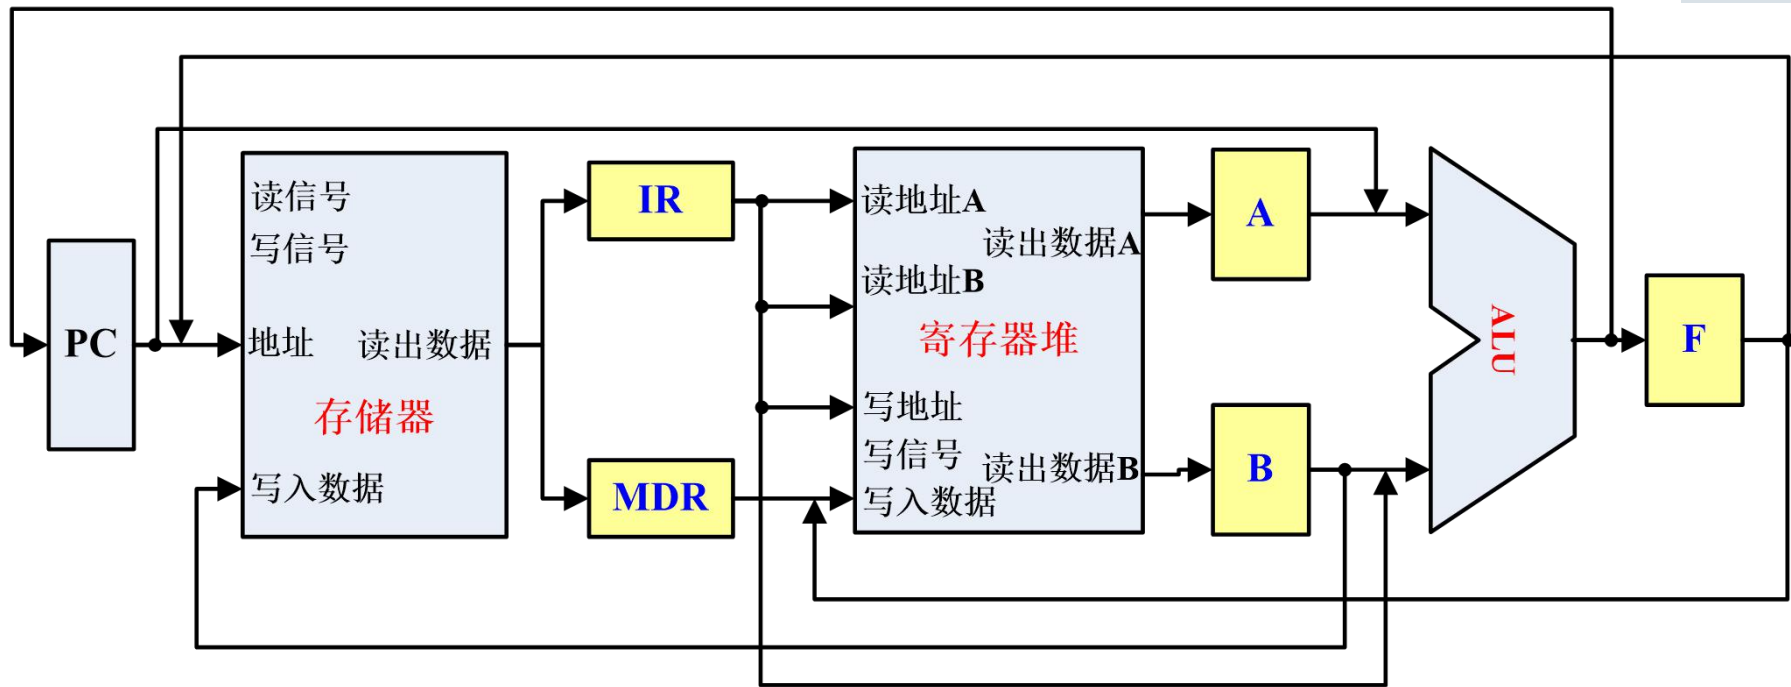 PC
读信号
写信号
地址
读出数据
存储器
写入数据
IR
MDR
读地址A
读出数据A
读地址B
寄存器堆
写地址
写信号
读出数据B
写入数据
A
B
ALU
F